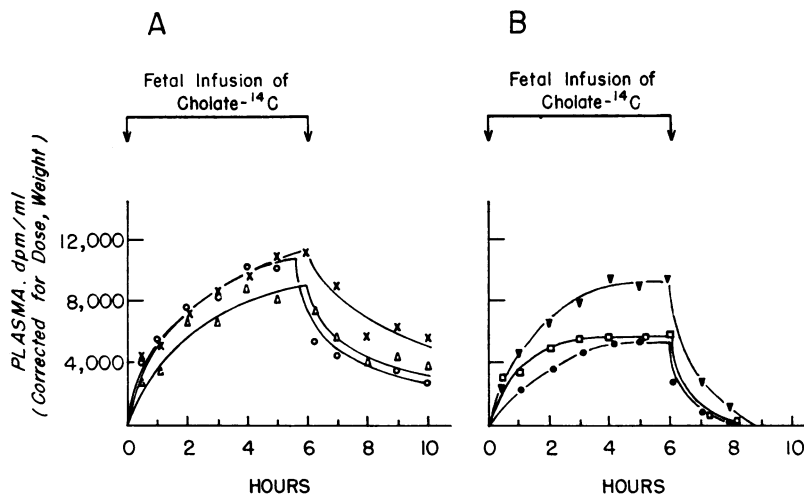 A
Fetal Infusion of
Cholate-¹⁴C
PLASMA. dpm/ml
(Corrected for Dose, Weight)
12,000
8,000
4,000
0 2 4 6 8 10
HOURS
B
Fetal Infusion of
Cholate-¹⁴C
0 2 4 6 8 10
HOURS